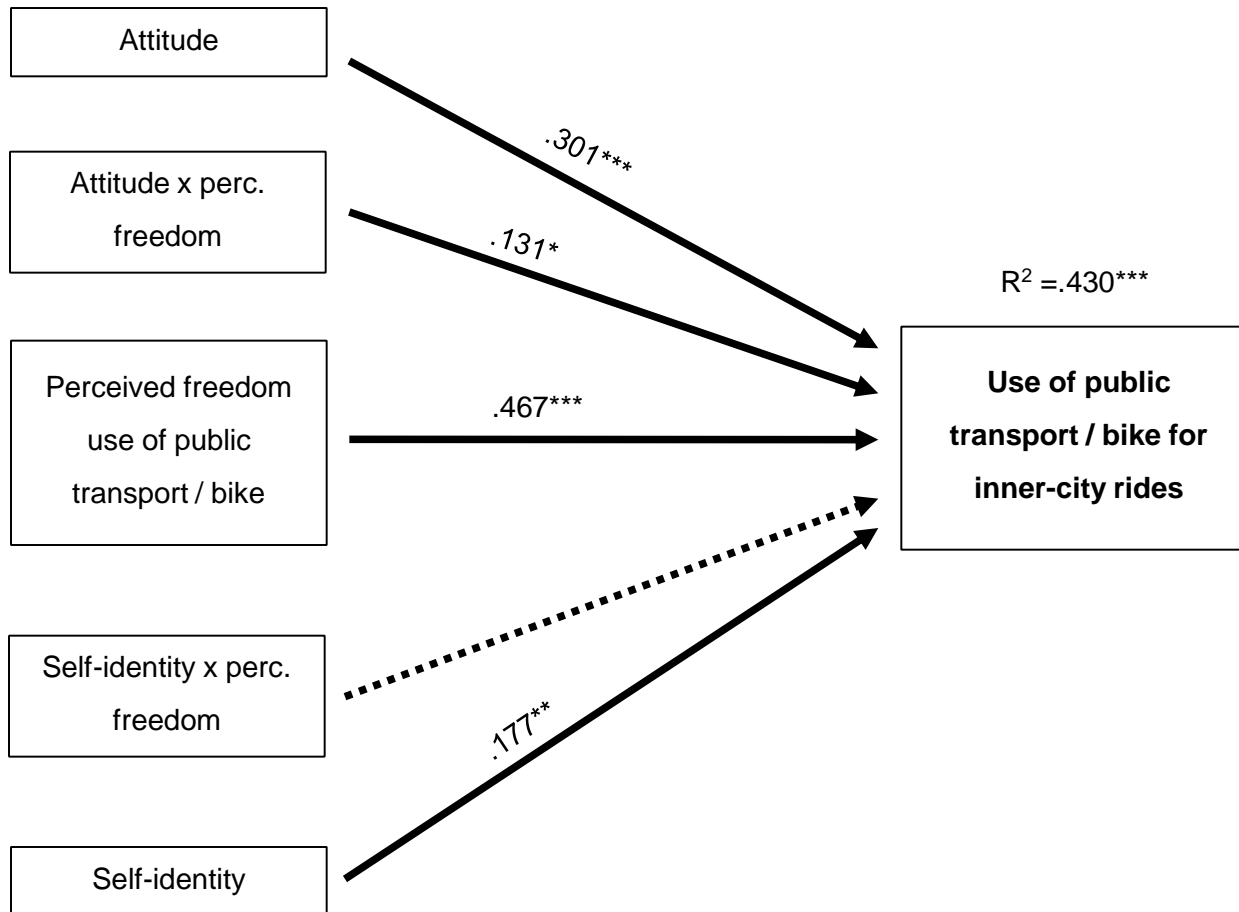 Attitude
.301***
Attitude x perc.
freedom
.131*
R² =.430***
Perceived freedom
use of public
transport / bike
.467***
Use of public
transport / bike for
inner-city rides
Self-identity x perc.
freedom
.177**
Self-identity